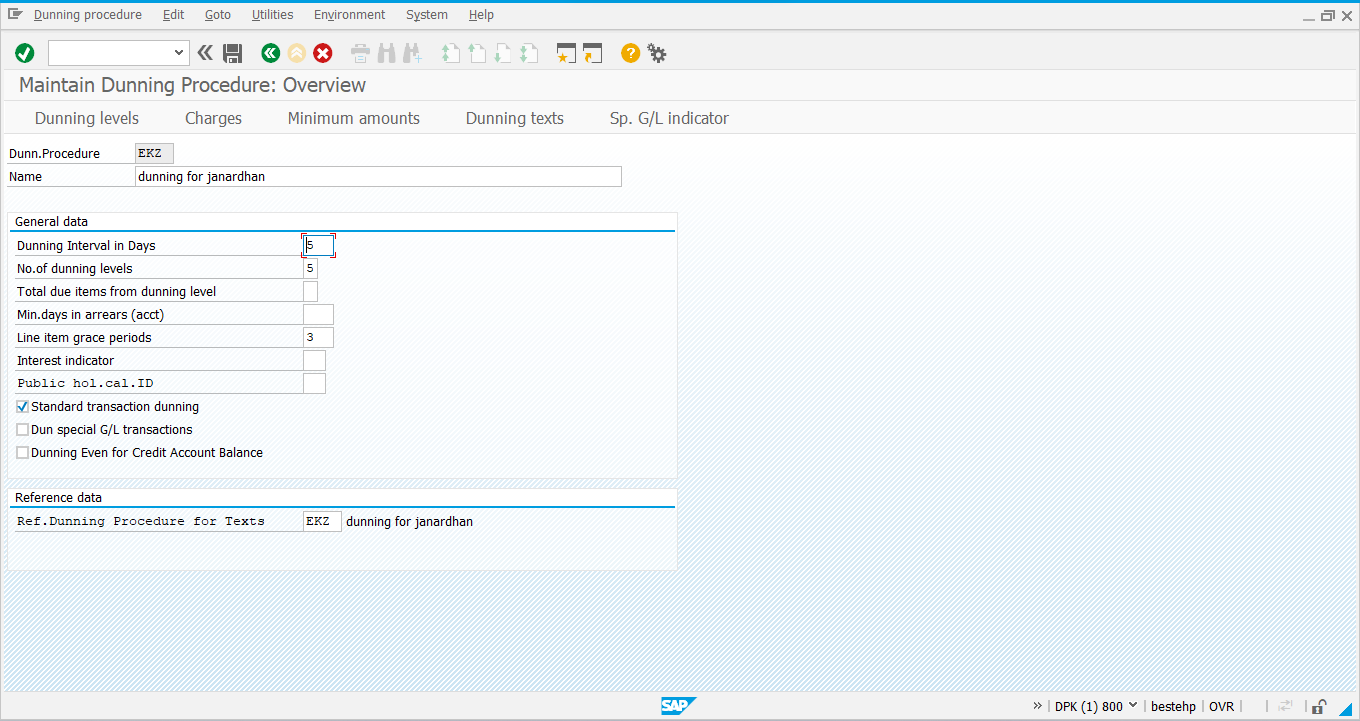 Dunning procedure Edit Goto Utilities Environment System Help
Maintain Dunning Procedure: Overview
Dunning levels Charges Minimum amounts Dunning texts Sp. G/L indicator
Dunn.Procedure EKZ
Name dunning for janardhan
General data
Dunning Interval in Days 5
No.of dunning levels 5
Total due items from dunning level
Min.days in arrears (acct)
Line item grace periods 3
Interest indicator
Public hol.cal.ID
Standard transaction dunning
Dun special G/L transactions
Dunning Even for Credit Account Balance
Reference data
Ref.Dunning Procedure for Texts EKZ dunning for janardhan
SAP DPK (1) 800 bestehp OVR